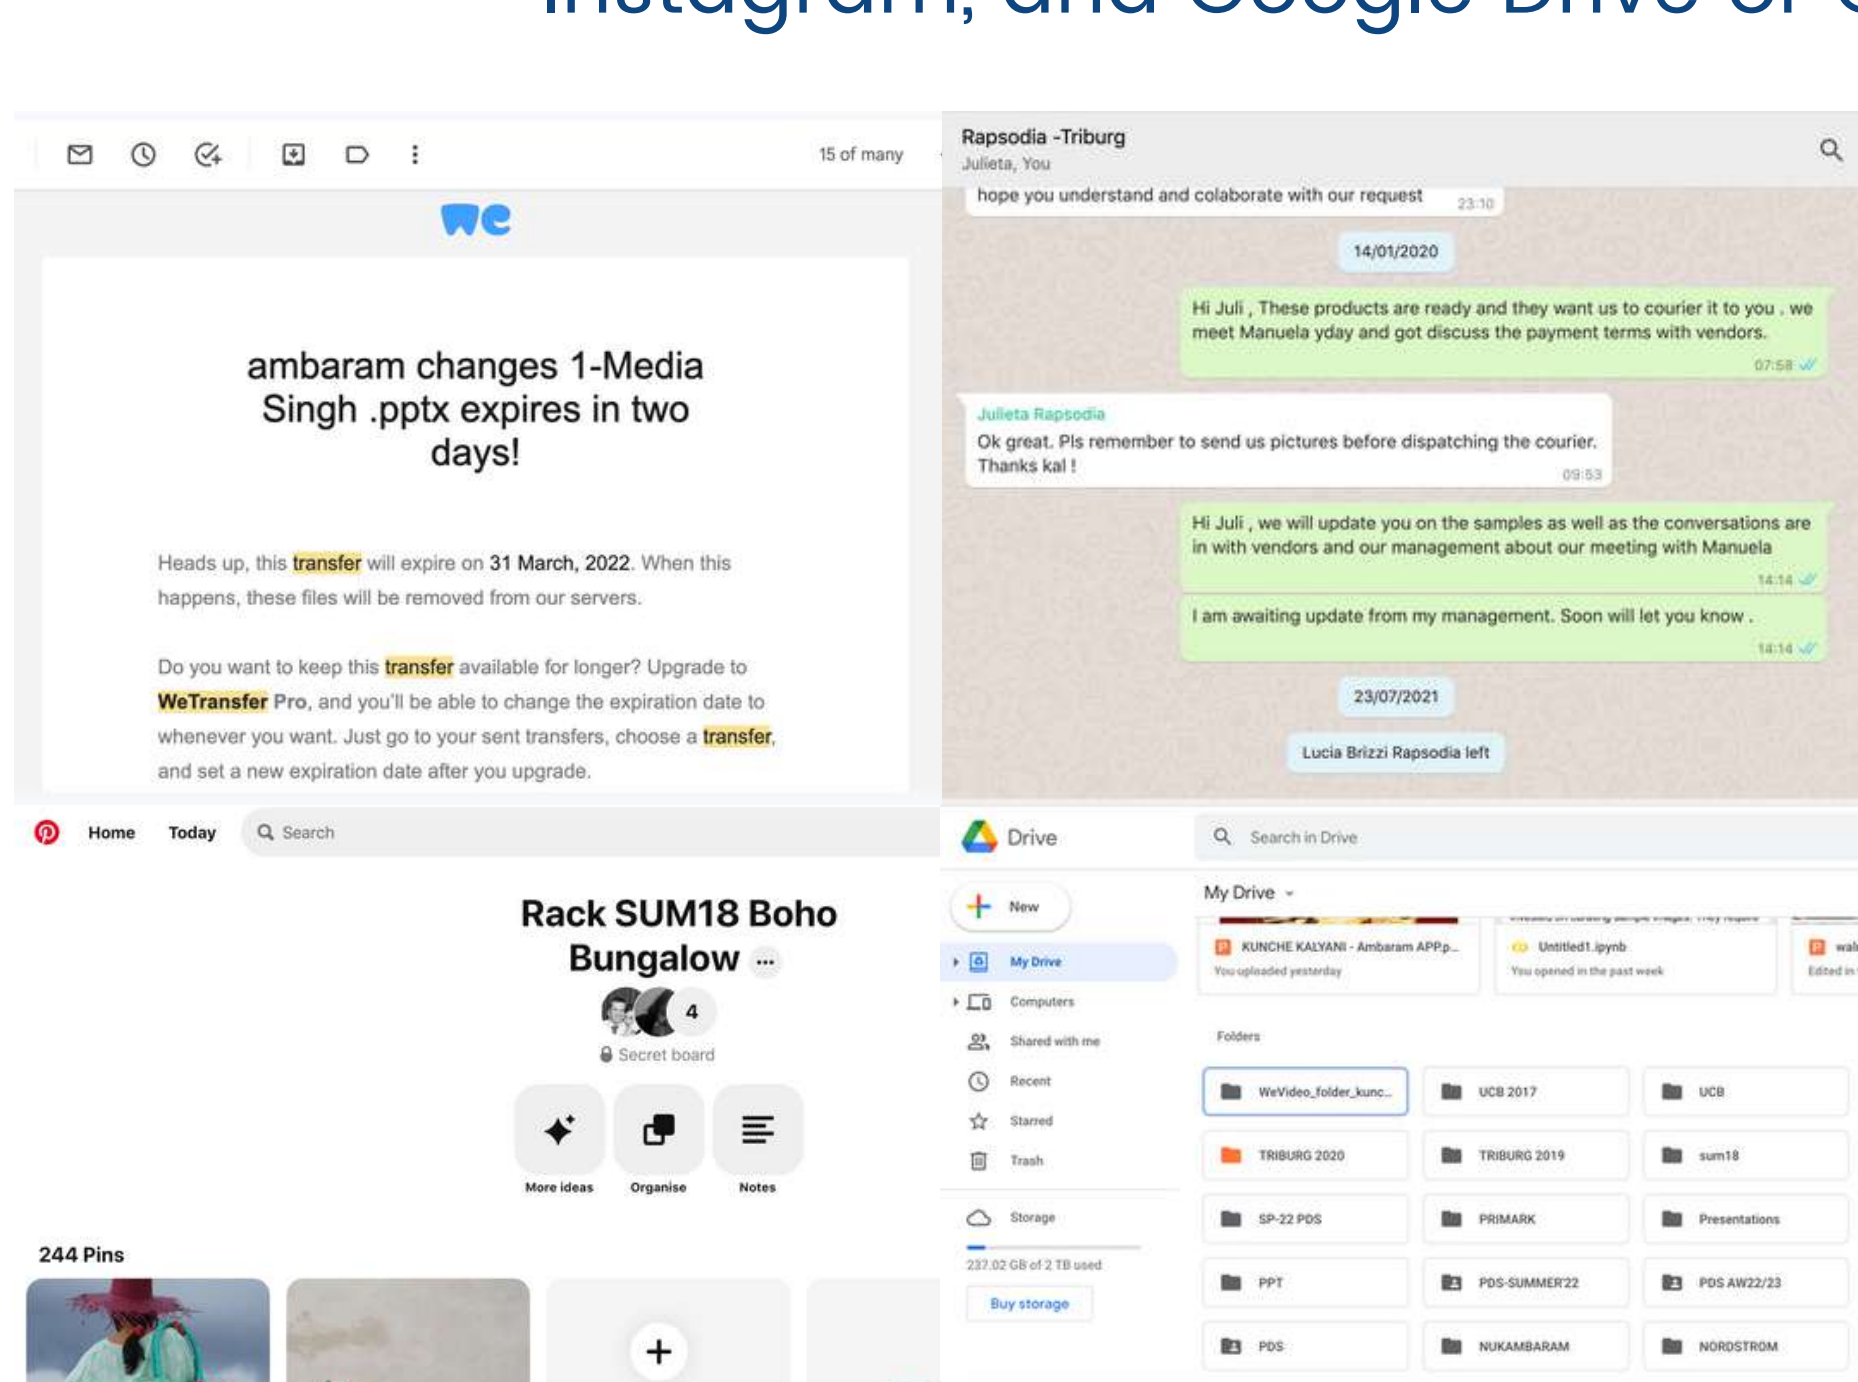 Instagram, and Google Drive or
15 of many
we
ambaram changes 1-Media
Singh .pptx expires in two
days!
Heads up, this transfer will expire on 31 March, 2022. When this
happens, these files will be removed from our servers.
Do you want to keep this transfer available for longer? Upgrade to
WeTransfer Pro, and you'll be able to change the expiration date to
whenever you want. Just go to your sent transfers, choose a transfer,
and set a new expiration date after you upgrade.
Rapsodia -Triburg
Julieta, You
hope you understand and colaborate with our request
23:10
14/01/2020
Hi Juli , These products are ready and they want us to courier it to you . we
meet Manuela yday and got discuss the payment terms with vendors.
07:58
Julieta Rapsodia
Ok great. Pls remember to send us pictures before dispatching the courier.
Thanks kal !
09:53
Hi Juli , we will update you on the samples as well as the conversations are
in with vendors and our management about our meeting with Manuela
14:14
I am awaiting update from my management. Soon will let you know .
14:14
23/07/2021
Lucia Brizzi Rapsodia left
Home Today Search
Rack SUM18 Boho
Bungalow
4
Secret board
More ideas Organise Notes
244 Pins
Drive Search in Drive
New
My Drive
Computers
Shared with me
Recent
Starred
Trash
Storage
237.02 GB of 2 TB used
Buy storage
My Drive
KUNCHE KALYANI - Ambaram APP.p... Untitled1.ipynb
You uploaded yesterday You opened in the past week Edited in
Folders
WeVideo_folder_kunc... UCB 2017 UCB
TRIBURG 2020 TRIBURG 2019 sum18
SP-22 PDS PRIMARK Presentations
PPT PDS-SUMMER'22 PDS AW22/23
PDS NUKAMBARAM NORDSTROM